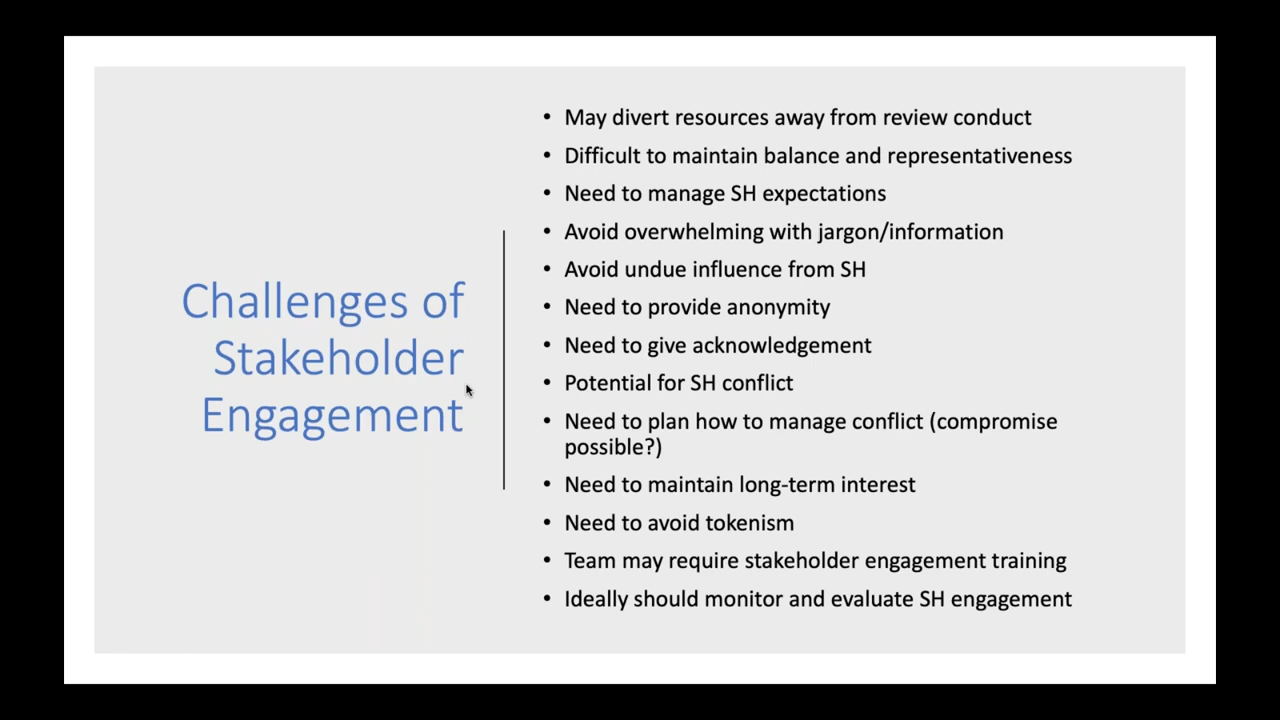 Challenges of
Stakeholder
Engagement
• May divert resources away from review conduct
• Difficult to maintain balance and representativeness
• Need to manage SH expectations
• Avoid overwhelming with jargon/information
• Avoid undue influence from SH
• Need to provide anonymity
• Need to give acknowledgement
• Potential for SH conflict
• Need to plan how to manage conflict (compromise
possible?)
• Need to maintain long-term interest
• Need to avoid tokenism
• Team may require stakeholder engagement training
• Ideally should monitor and evaluate SH engagement